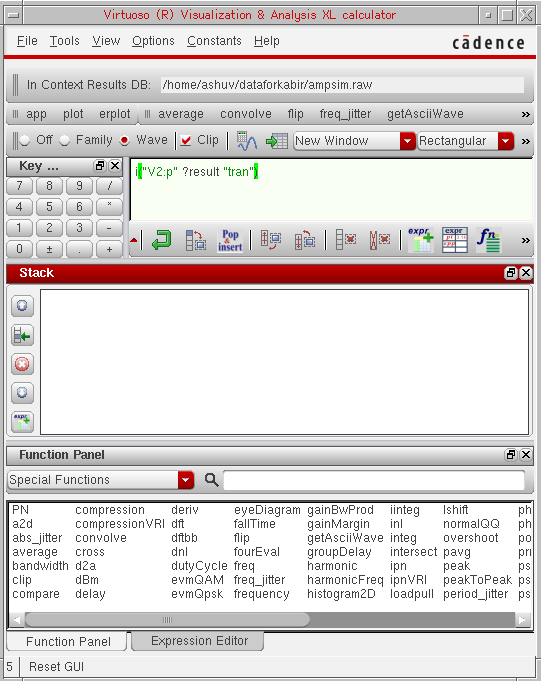 Virtuoso (R) Visualization & Analysis XL calculator
File Tools View Options Constants Help
cādence
In Context Results DB: /home/ashuv/dataforkabir/ampsim.raw
app plot erplot average convolve flip freq_jitter getAsciiWave »
Off Family Wave Clip New Window Rectangular »
Key ...
7 8 9 /
4 5 6 *
1 2 3 -
0 ± . +
i("V2:p" ?result "tran")
Pop & insert expr expr fn »
Stack
expr
Function Panel
Special Functions
PN compression deriv eyeDiagram gainBwProd iinteg lshift ph
a2d compressionVRI dft fallTime gainMargin inl normalQQ ph
abs_jitter convolve dftbb flip getAsciiWave integ overshoot po
average cross dnl fourEval groupDelay intersect pavg pri
bandwidth d2a dutyCycle freq harmonic ipn peak ps
clip dBm evmQAM freq_jitter harmonicFreq ipnVRI peakToPeak ps
compare delay evmQpsk frequency histogram2D loadpull period_jitter ps
Function Panel Expression Editor
5 Reset GUI